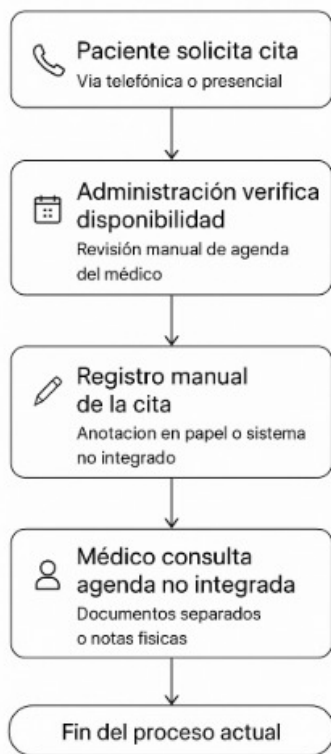 Paciente solicita cita
Via telefónica o presencial
Administración verifica
disponibilidad
Revisión manual de agenda
del médico
Registro manual
de la cita
Anotacion en papel o sistema
no integrado
Médico consulta
agenda no integrada
Documentos separados
o notas fisicas
Fin del proceso actual